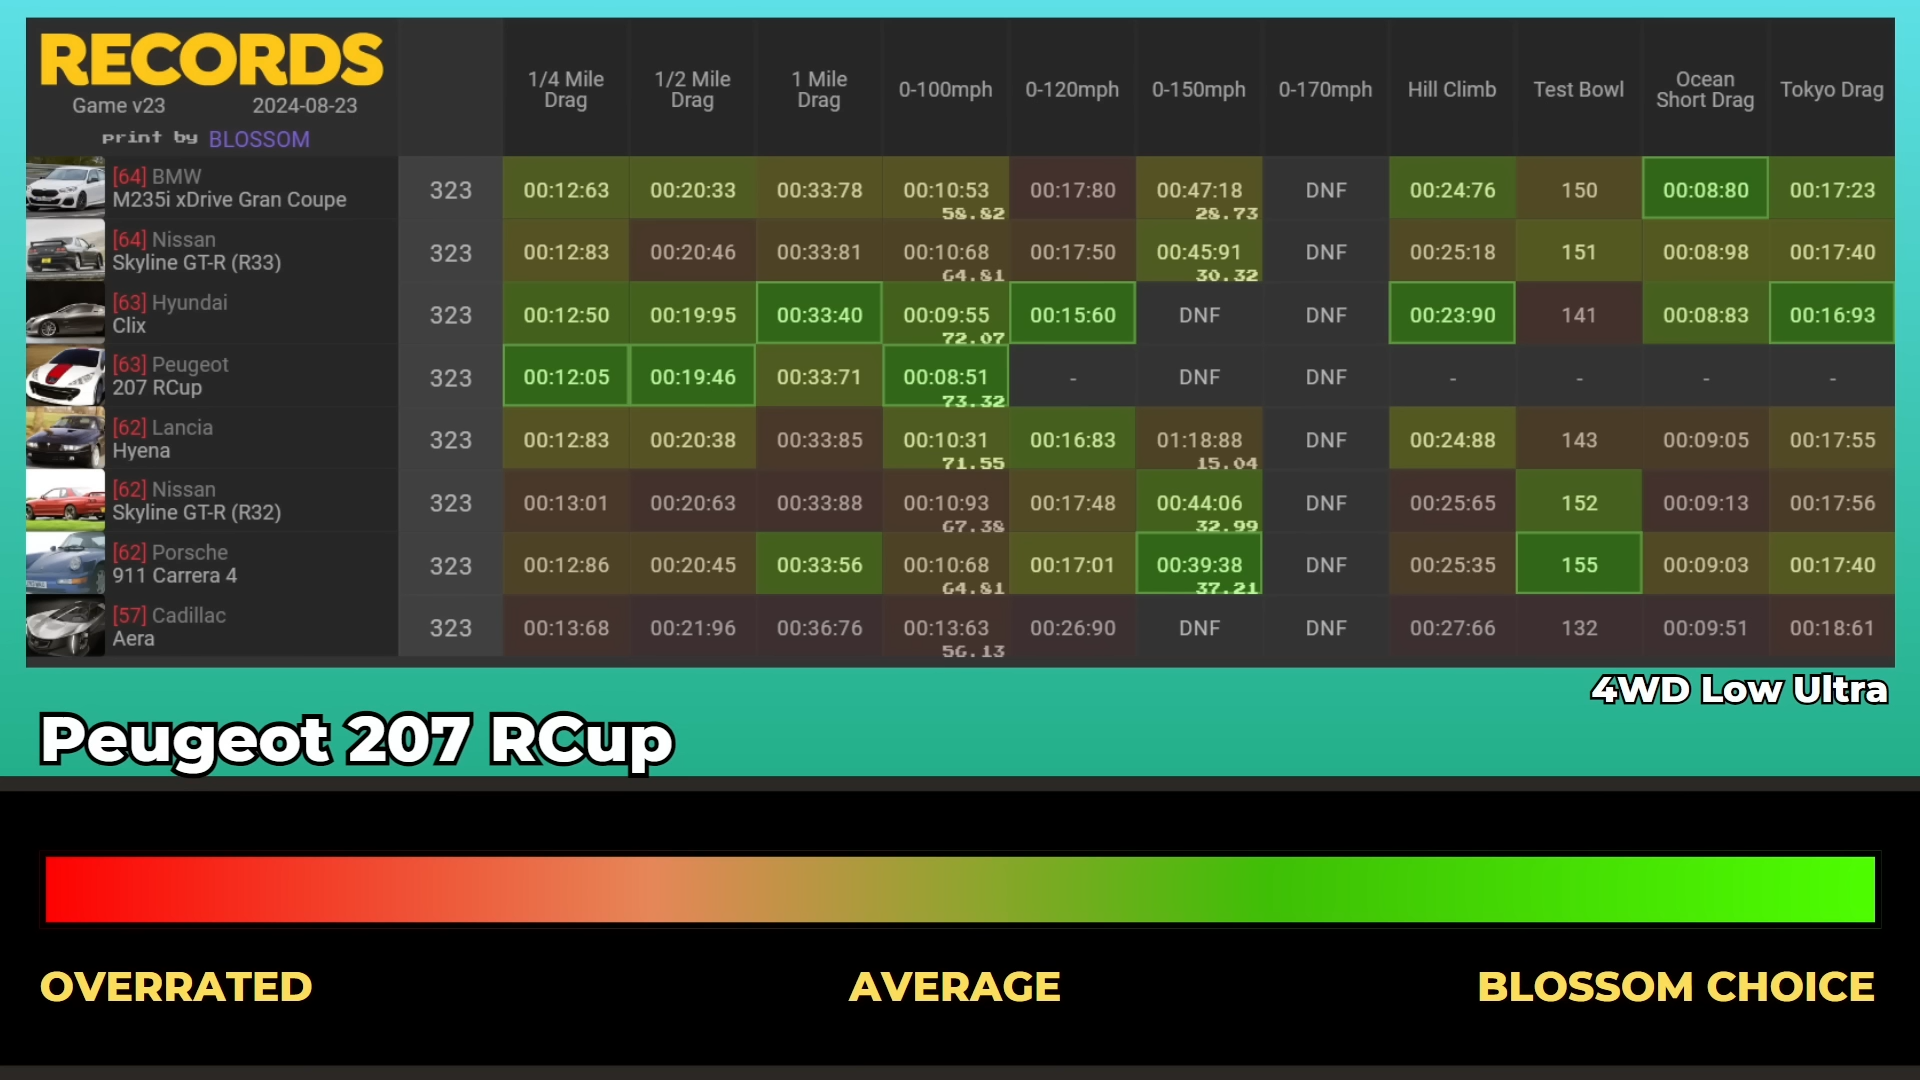 RECORDS
Game v23 2024-08-23
print by BLOSSOM
1/4 Mile Drag 1/2 Mile Drag 1 Mile Drag 0-100mph 0-120mph 0-150mph 0-170mph Hill Climb Test Bowl Ocean Short Drag Tokyo Drag
[64] BMW
M235i xDrive Gran Coupe 323 00:12:63 00:20:33 00:33:78 00:10:53 58.82 00:17:80 00:47:18 28.73 DNF 00:24:76 150 00:08:80 00:17:23
[64] Nissan
Skyline GT-R (R33) 323 00:12:83 00:20:46 00:33:81 00:10:68 64.81 00:17:50 00:45:91 30.32 DNF 00:25:18 151 00:08:98 00:17:40
[63] Hyundai
Clix 323 00:12:50 00:19:95 00:33:40 00:09:55 72.07 00:15:60 DNF DNF 00:23:90 141 00:08:83 00:16:93
[63] Peugeot
207 RCup 323 00:12:05 00:19:46 00:33:71 00:08:51 73.32 - DNF DNF - - - -
[62] Lancia
Hyena 323 00:12:83 00:20:38 00:33:85 00:10:31 71.55 00:16:83 01:18:88 15.04 DNF 00:24:88 143 00:09:05 00:17:55
[62] Nissan
Skyline GT-R (R32) 323 00:13:01 00:20:63 00:33:88 00:10:93 67.38 00:17:48 00:44:06 32.99 DNF 00:25:65 152 00:09:13 00:17:56
[62] Porsche
911 Carrera 4 323 00:12:86 00:20:45 00:33:56 00:10:68 64.81 00:17:01 00:39:38 37.21 DNF 00:25:35 155 00:09:03 00:17:40
[57] Cadillac
Aera 323 00:13:68 00:21:96 00:36:76 00:13:63 56.13 00:26:90 DNF DNF 00:27:66 132 00:09:51 00:18:61
4WD Low Ultra
Peugeot 207 RCup
OVERRATED AVERAGE BLOSSOM CHOICE